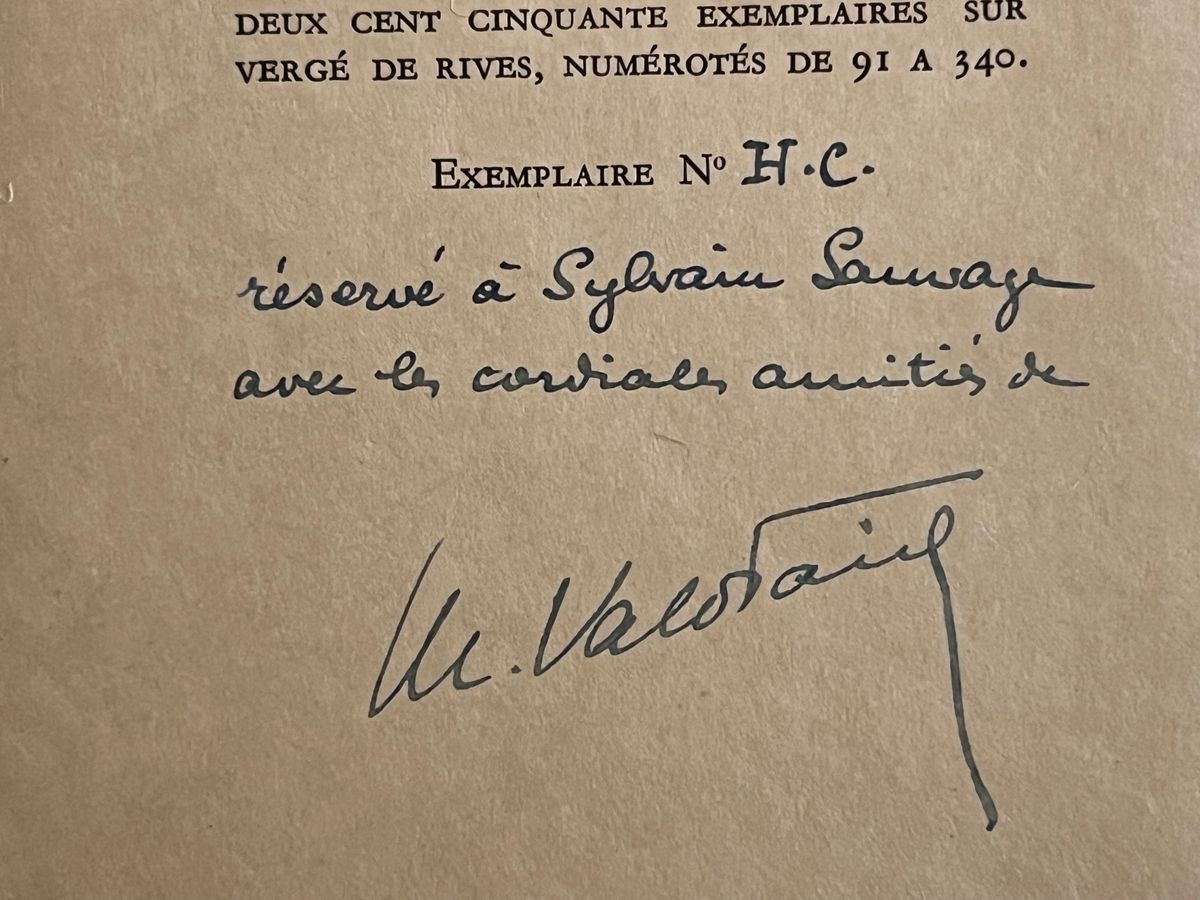 DEUX CENT CINQUANTE EXEMPLAIRES SUR
VERGÉ DE RIVES, NUMÉROTÉS DE 91 A 340.
EXEMPLAIRE Nº H.C.
réservé à Sylvain Sauvage
avec les cordiales amitiés de
M. Valotaire